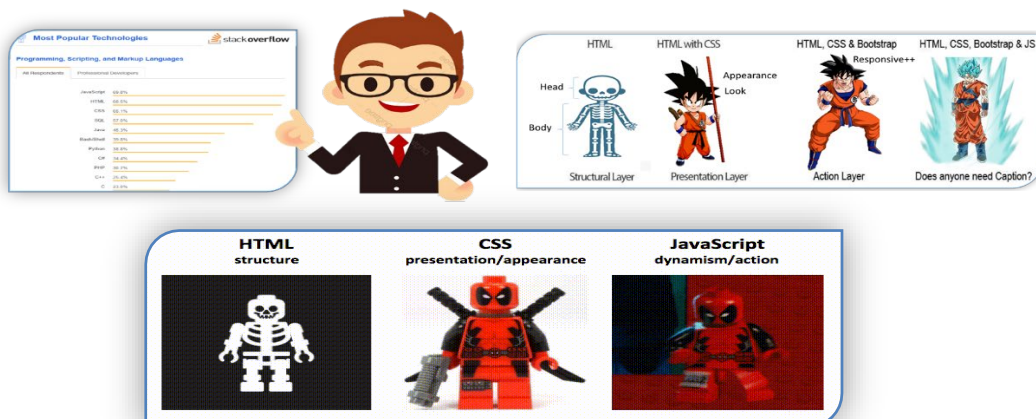 Most Popular Technologies
stackoverflow
Programming, Scripting, and Markup Languages
All Respondents
Professional Developers
JavaScript
HTML
CSS
SQL
Java
Bash/Shell
Python
C#
PHP
C++
C
HTML
HTML with CSS
HTML, CSS & Bootstrap
HTML, CSS, Bootstrap & JS
Responsive++
Appearance
Look
Head
Body
Structural Layer
Presentation Layer
Action Layer
Does anyone need Caption?
HTML
structure
CSS
presentation/appearance
JavaScript
dynamism/action